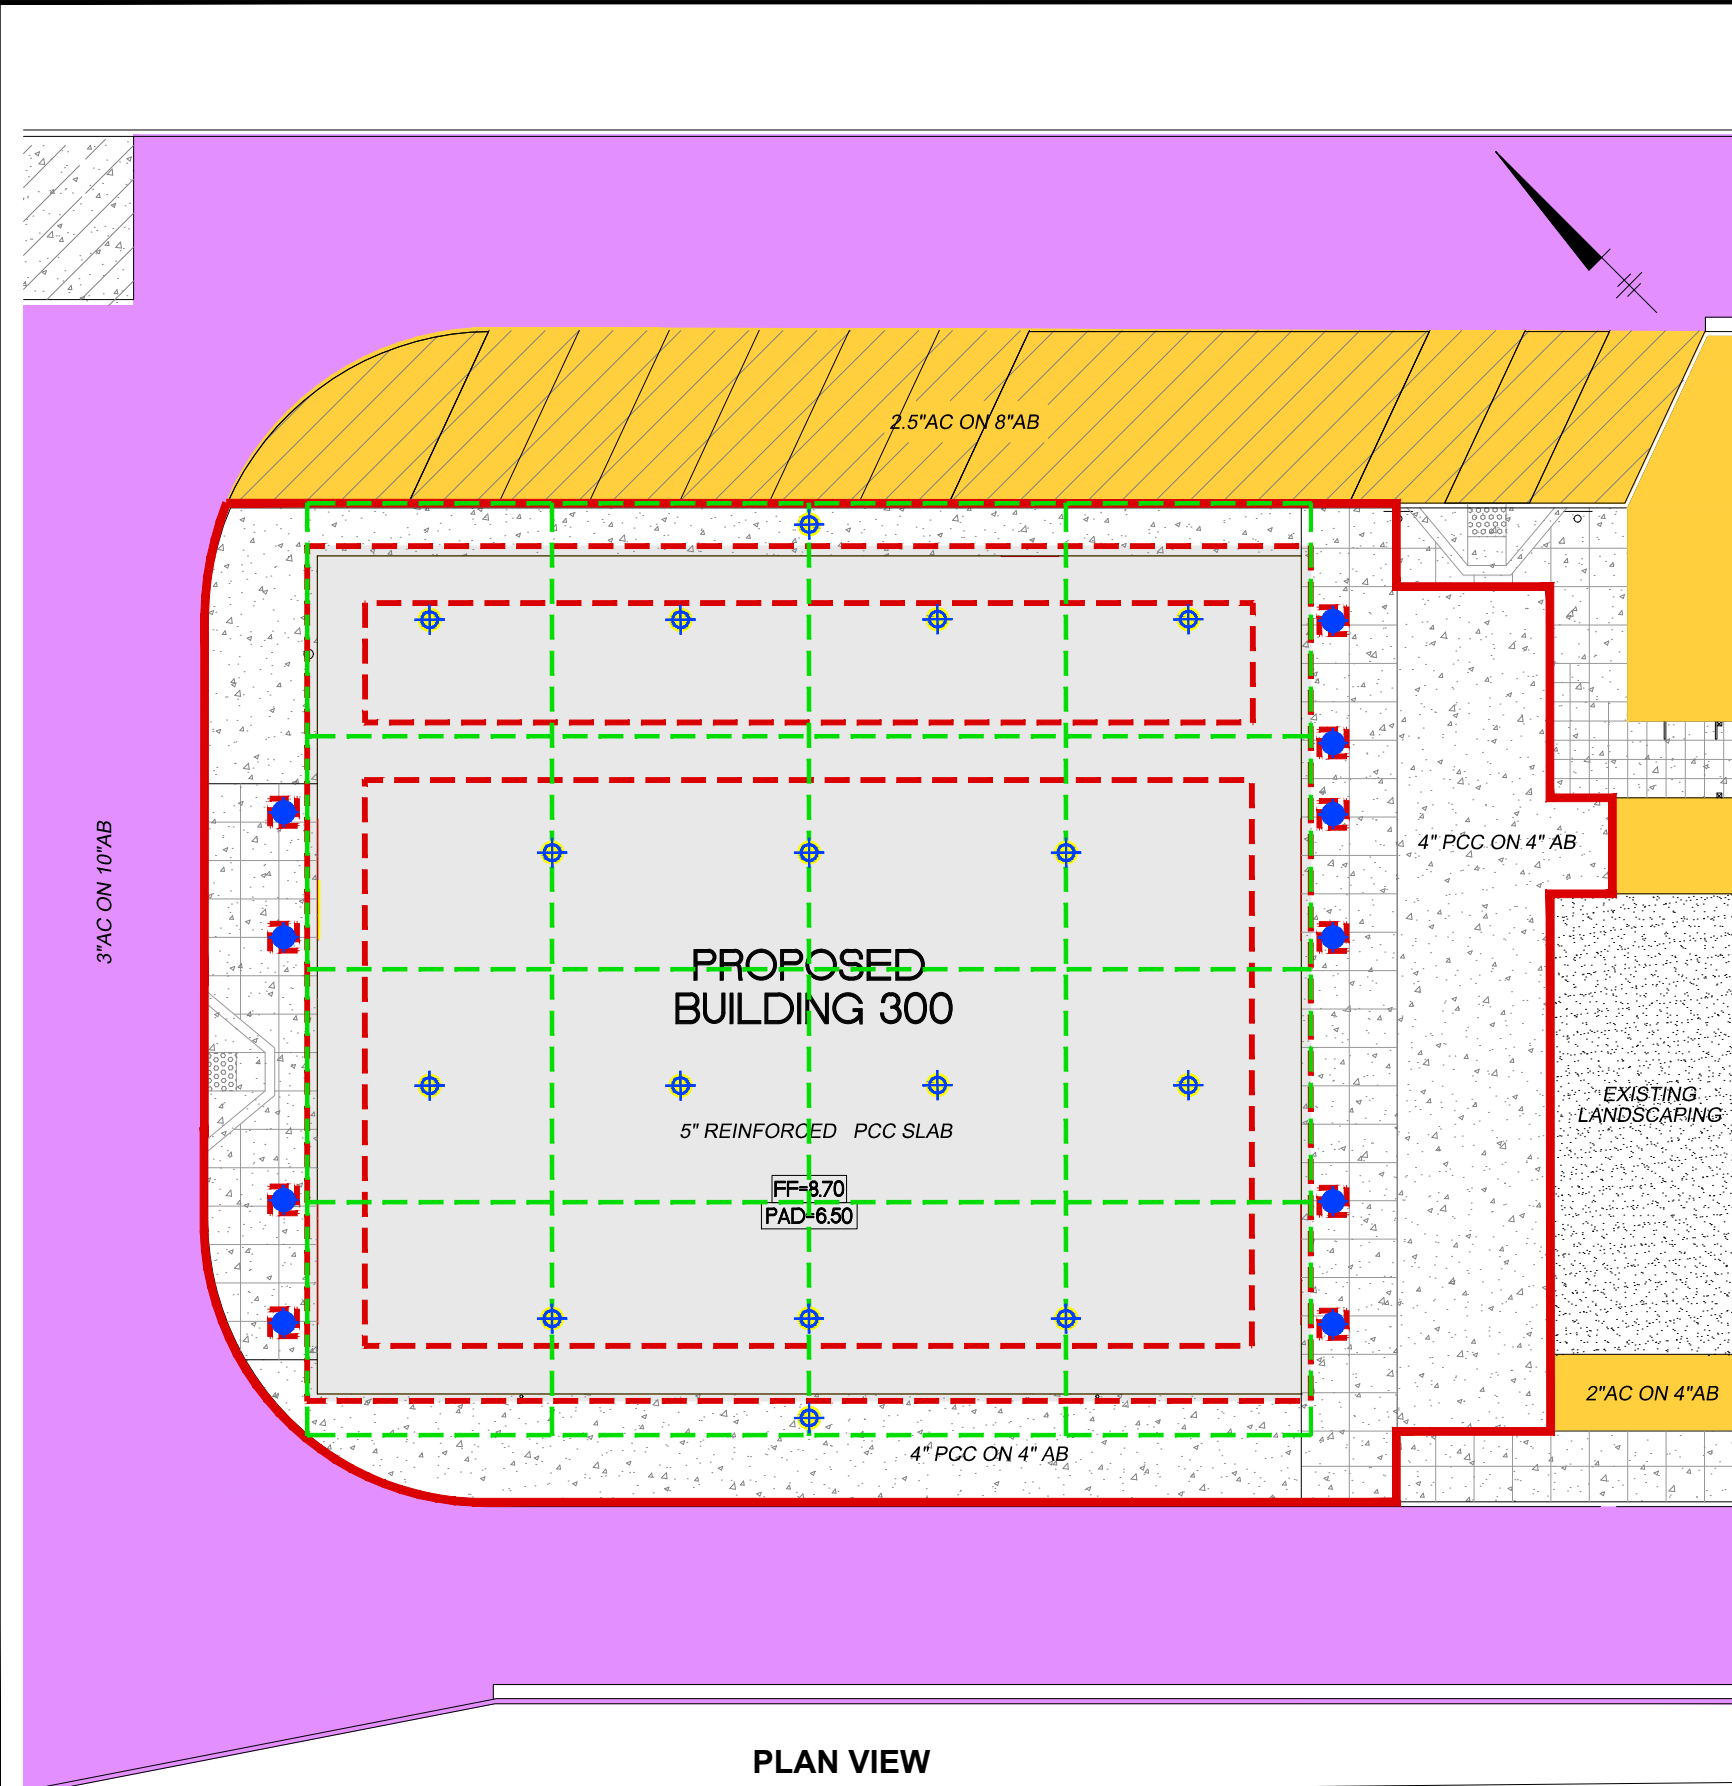 2.5"AC ON 8"AB
3"AC ON 10"AB
4" PCC ON 4" AB
PROPOSED
BUILDING 300
EXISTING
LANDSCAPING
5" REINFORCED PCC SLAB
FF=8.70
PAD=6.50
2"AC ON 4"AB
4" PCC ON 4" AB
PLAN VIEW